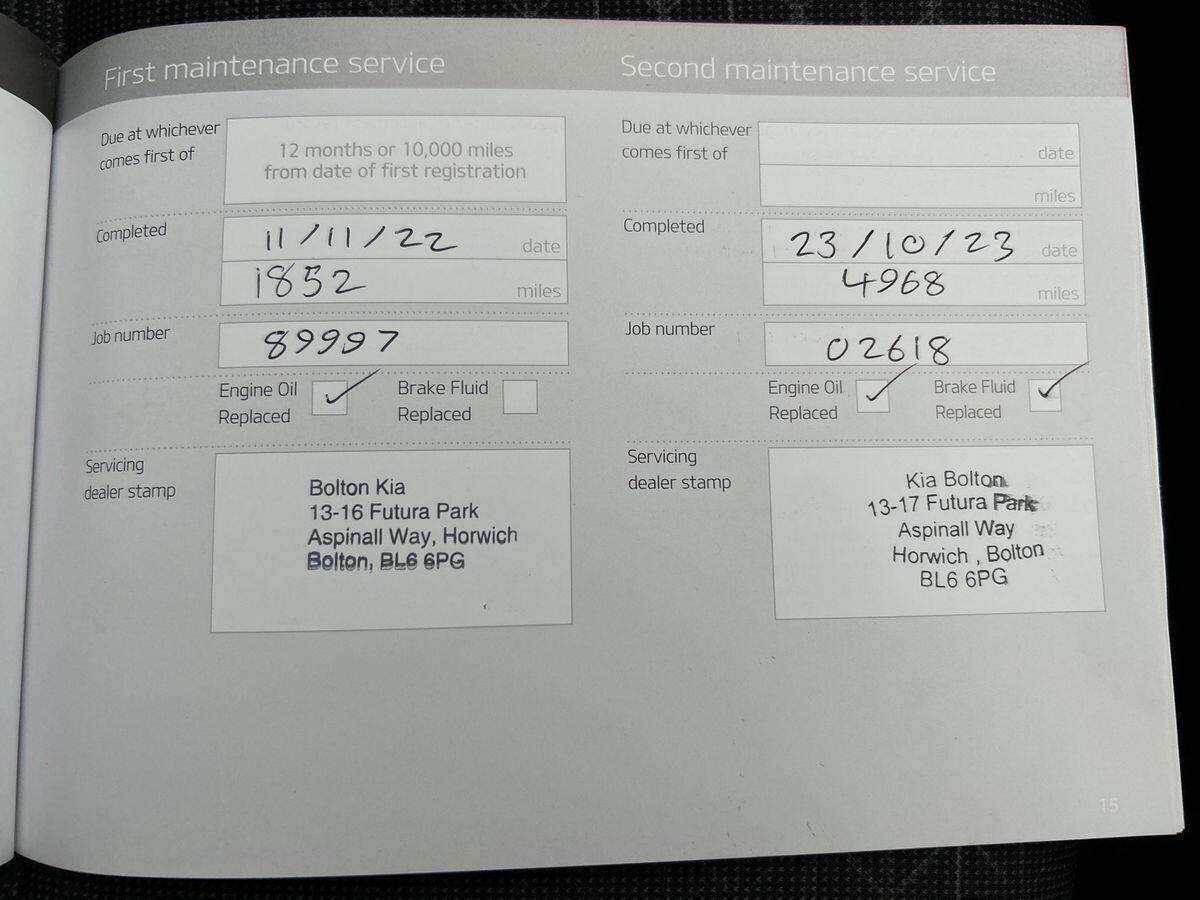 First maintenance service
Due at whichever
comes first of
12 months or 10,000 miles
from date of first registration
Completed
11/11/22 date
1852 miles
Job number
89997
Engine Oil
Replaced
Brake Fluid
Replaced
Servicing
dealer stamp
Bolton Kia
13-16 Futura Park
Aspinall Way, Horwich
Bolton, BL6 6PG
Second maintenance service
Due at whichever
comes first of
date
miles
Completed
23/10/23 date
4968 miles
Job number
02618
Engine Oil
Replaced
Brake Fluid
Replaced
Servicing
dealer stamp
Kia Bolton
13-17 Futura Park
Aspinall Way
Horwich , Bolton
BL6 6PG
15